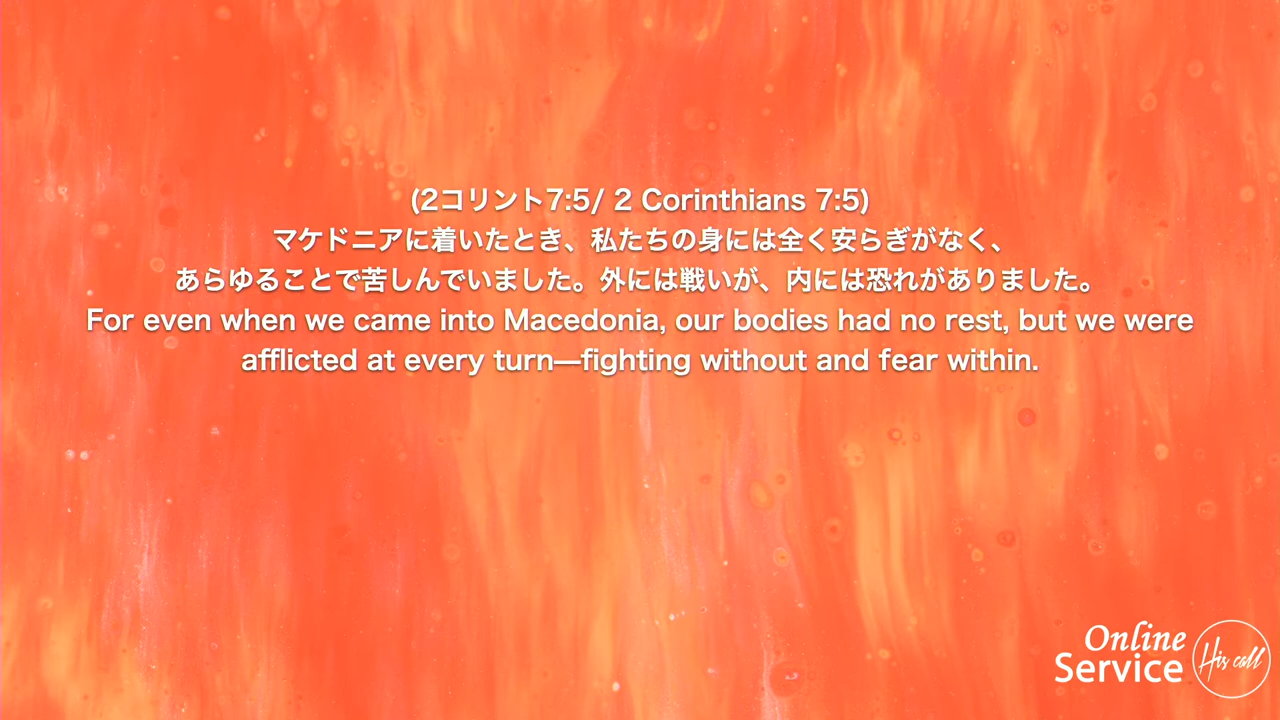 (2コリント7:5/ 2 Corinthians 7:5)
マケドニアに着いたとき、私たちの身には全く安らぎがなく、
あらゆることで苦しんでいました。外には戦いが、内には恐れがありました。
For even when we came into Macedonia, our bodies had no rest, but we were
afflicted at every turn—fighting without and fear within.
Online
Service
His call